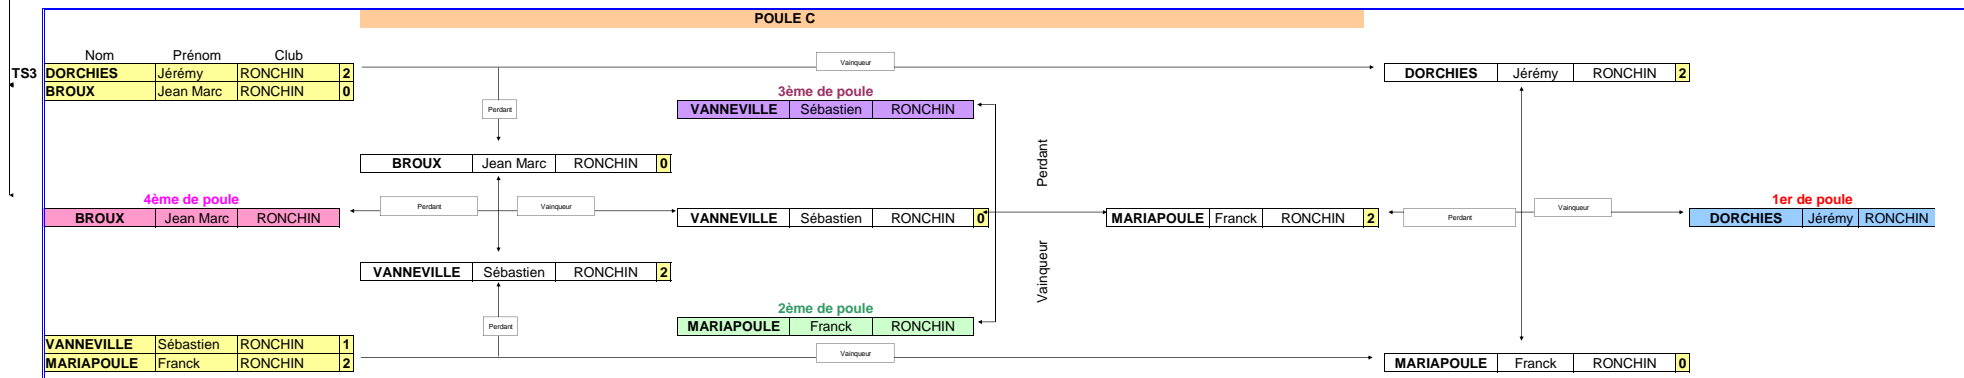 POULE C
Nom Prénom Club
Vainqueur
TS3 DORCHIES Jérémy RONCHIN 2
DORCHIES Jérémy RONCHIN 2
BROUX Jean Marc RONCHIN 0
3ème de poule
Perdant
VANNEVILLE Sébastien RONCHIN
Perdant
BROUX Jean Marc RONCHIN 0
4ème de poule
1er de poule
Perdant
Vainqueur
Vainqueur
BROUX Jean Marc RONCHIN
VANNEVILLE Sébastien RONCHIN 0
MARIAPOULE Franck RONCHIN 2
Perdant
DORCHIES Jérémy RONCHIN
Vainqueur
VANNEVILLE Sébastien RONCHIN 2
2ème de poule
Perdant
MARIAPOULE Franck RONCHIN
VANNEVILLE Sébastien RONCHIN 1
Vainqueur
MARIAPOULE Franck RONCHIN 2
MARIAPOULE Franck RONCHIN 0